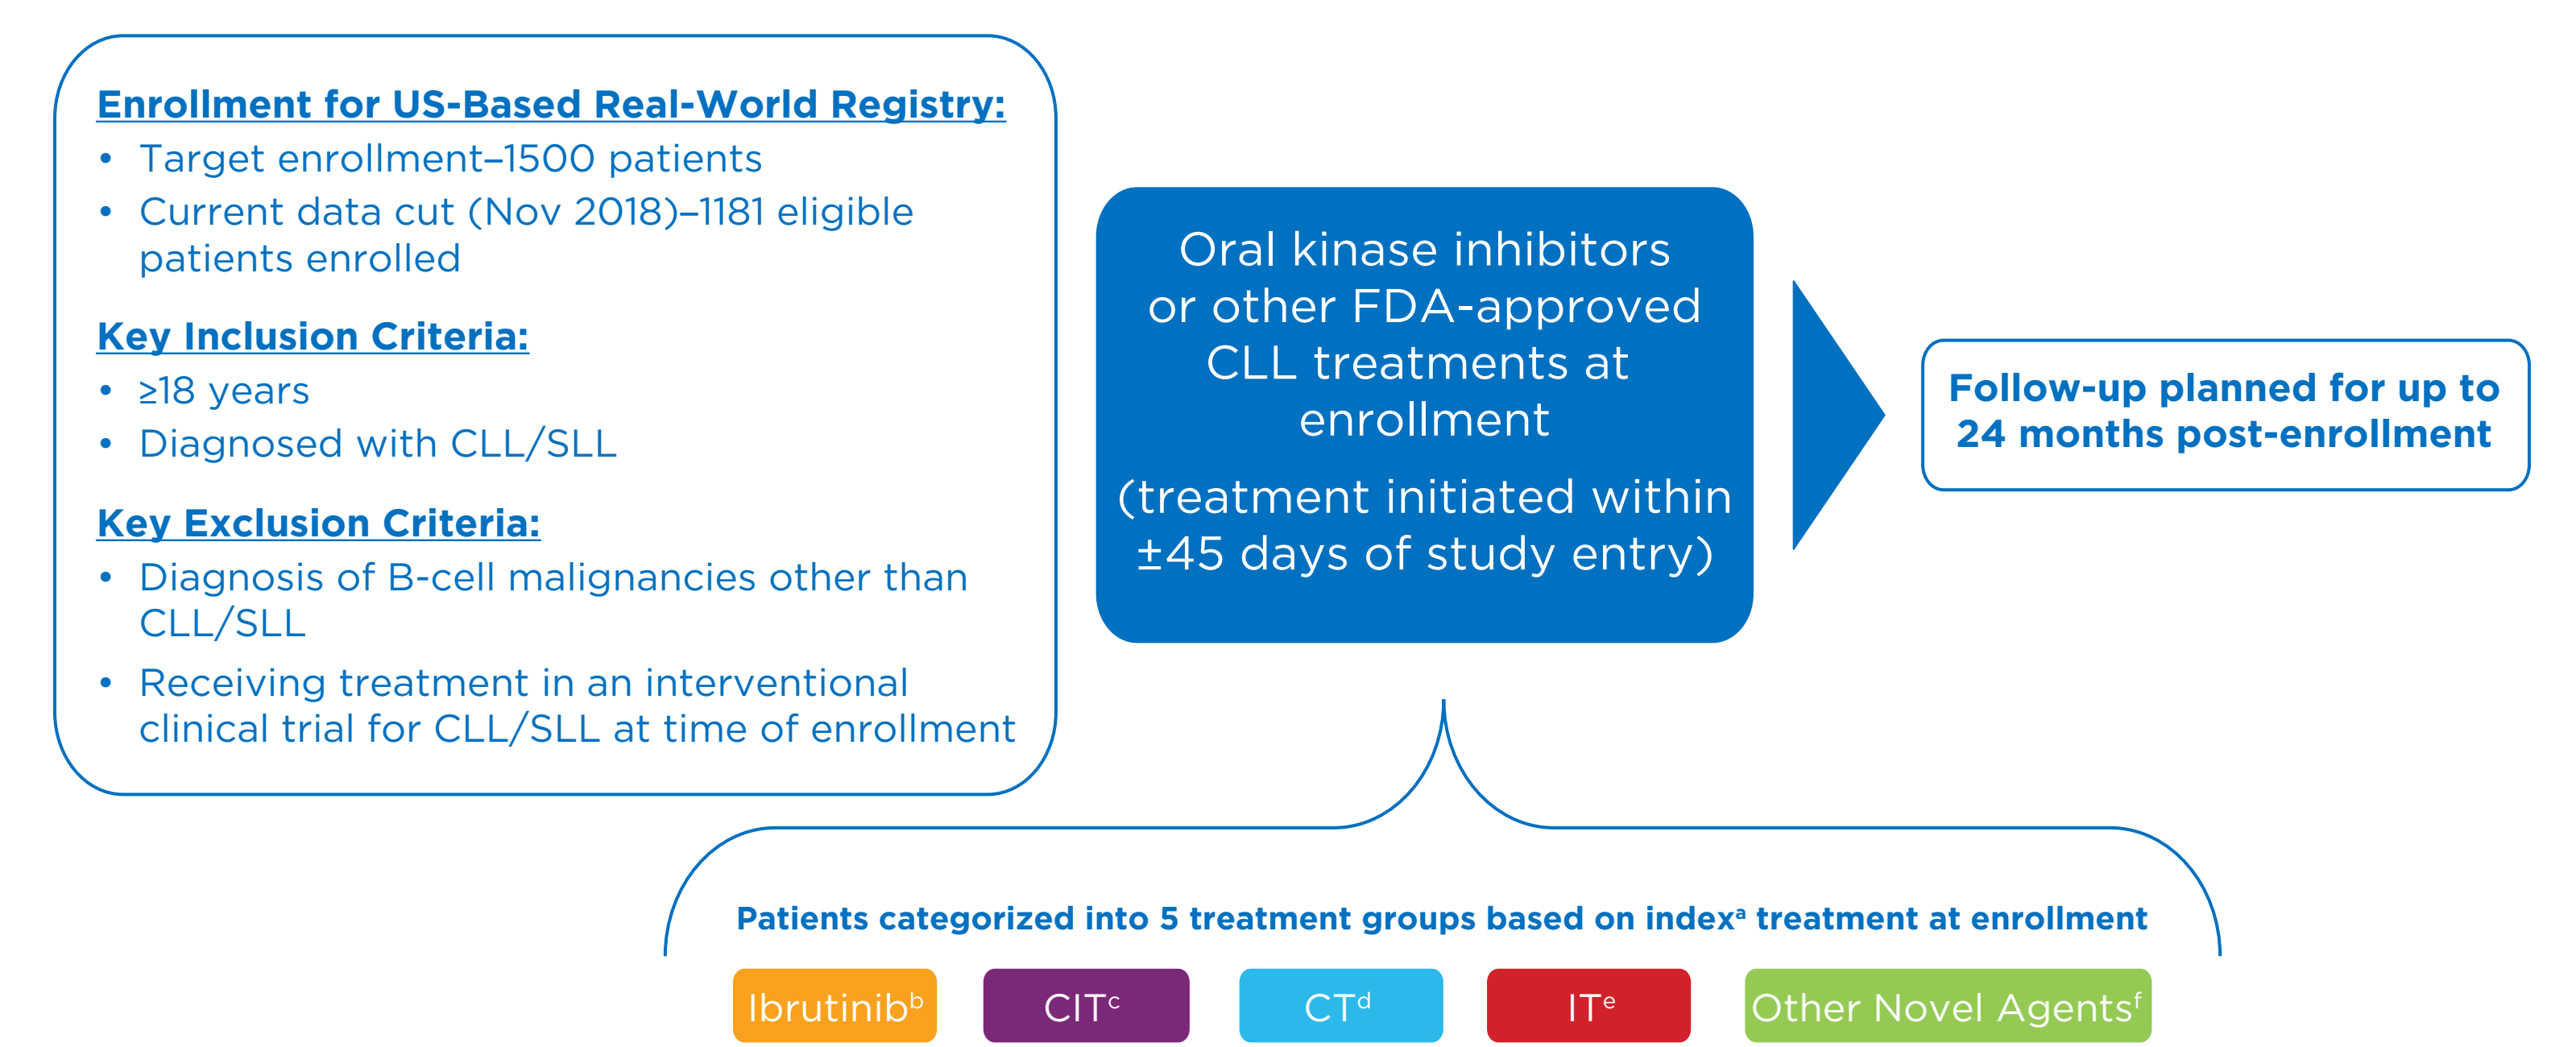 Enrollment for US-Based Real-World Registry:
• Target enrollment–1500 patients
• Current data cut (Nov 2018)–1181 eligible
patients enrolled
Key Inclusion Criteria:
• ≥18 years
• Diagnosed with CLL/SLL
Key Exclusion Criteria:
• Diagnosis of B-cell malignancies other than
CLL/SLL
• Receiving treatment in an interventional
clinical trial for CLL/SLL at time of enrollment
Oral kinase inhibitors
or other FDA-approved
CLL treatments at
enrollment
(treatment initiated within
±45 days of study entry)
Follow-up planned for up to
24 months post-enrollment
Patients categorized into 5 treatment groups based on indexᵃ treatment at enrollment
Ibrutinibᵇ
CITᶜ
CTᵈ
ITᵉ
Other Novel Agentsᶠ